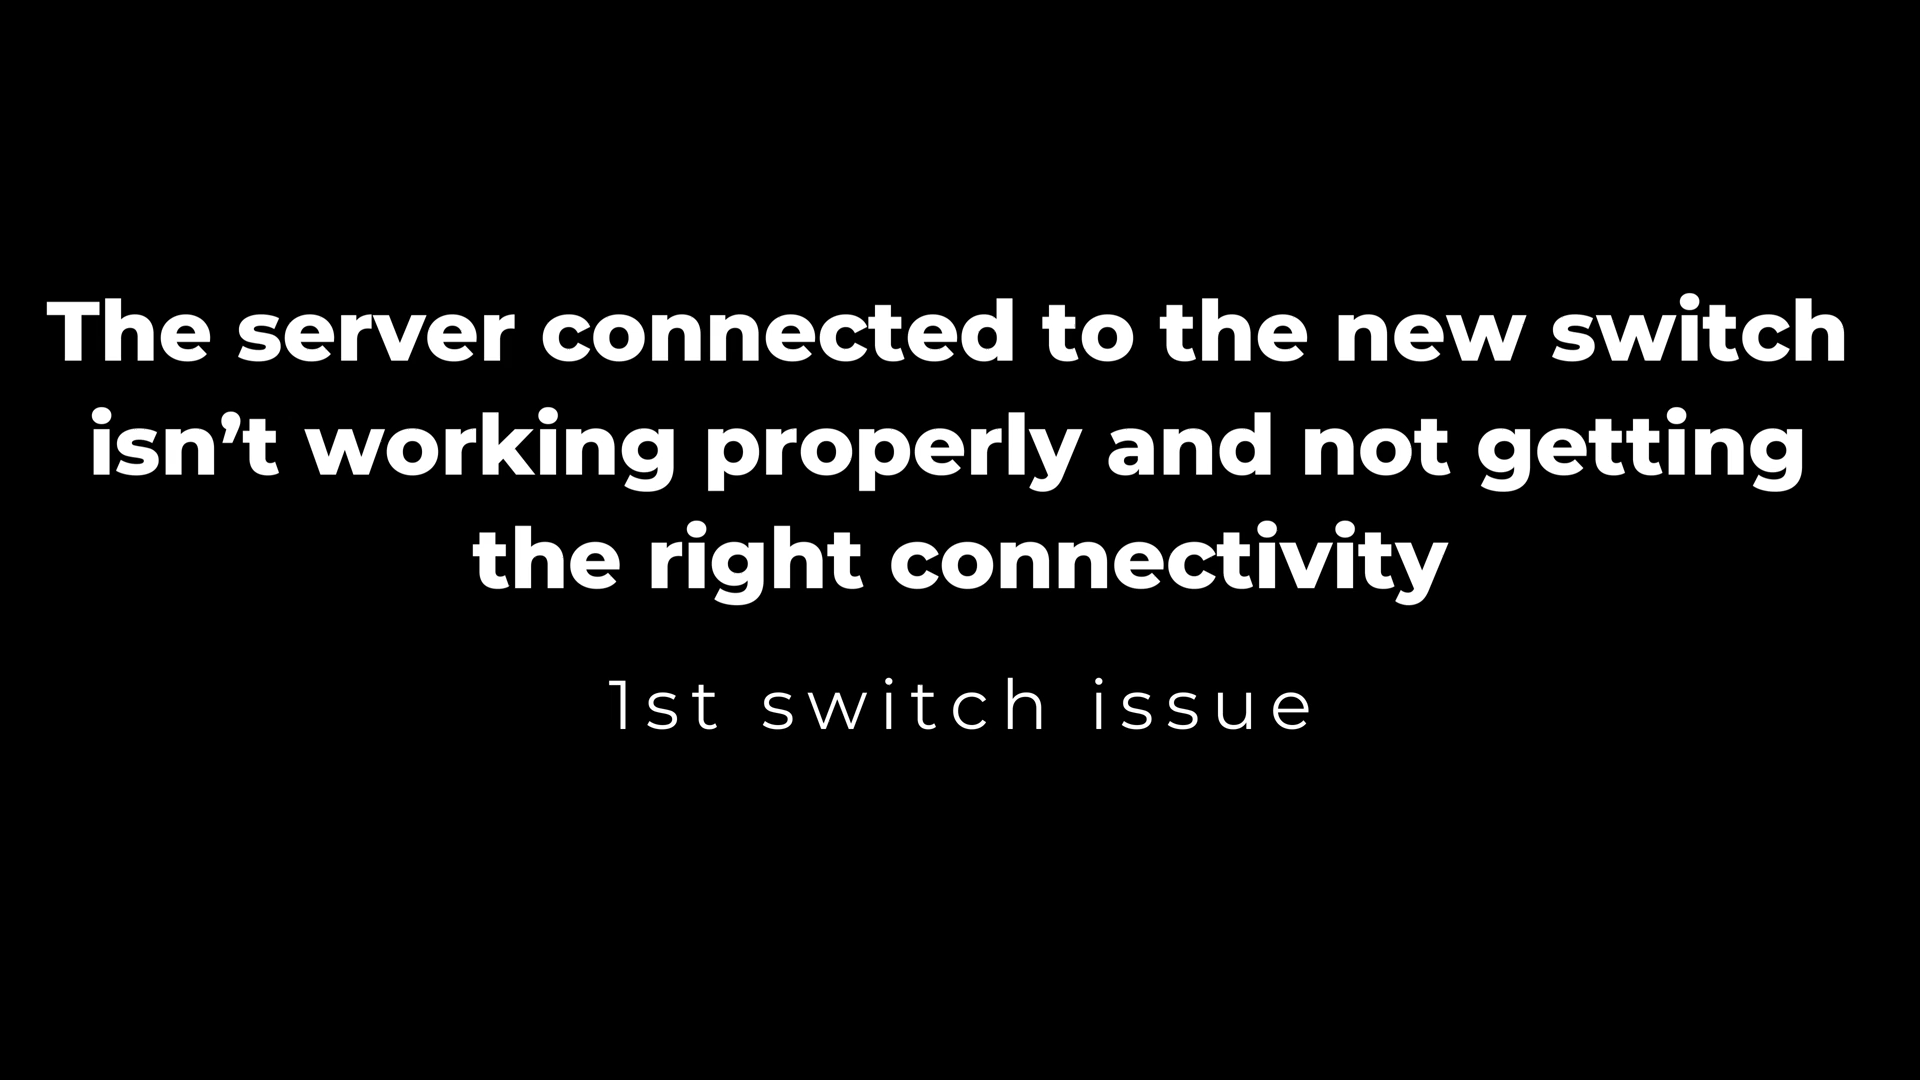 The server connected to the new switch
isn’t working properly and not getting
the right connectivity
1st switch issue